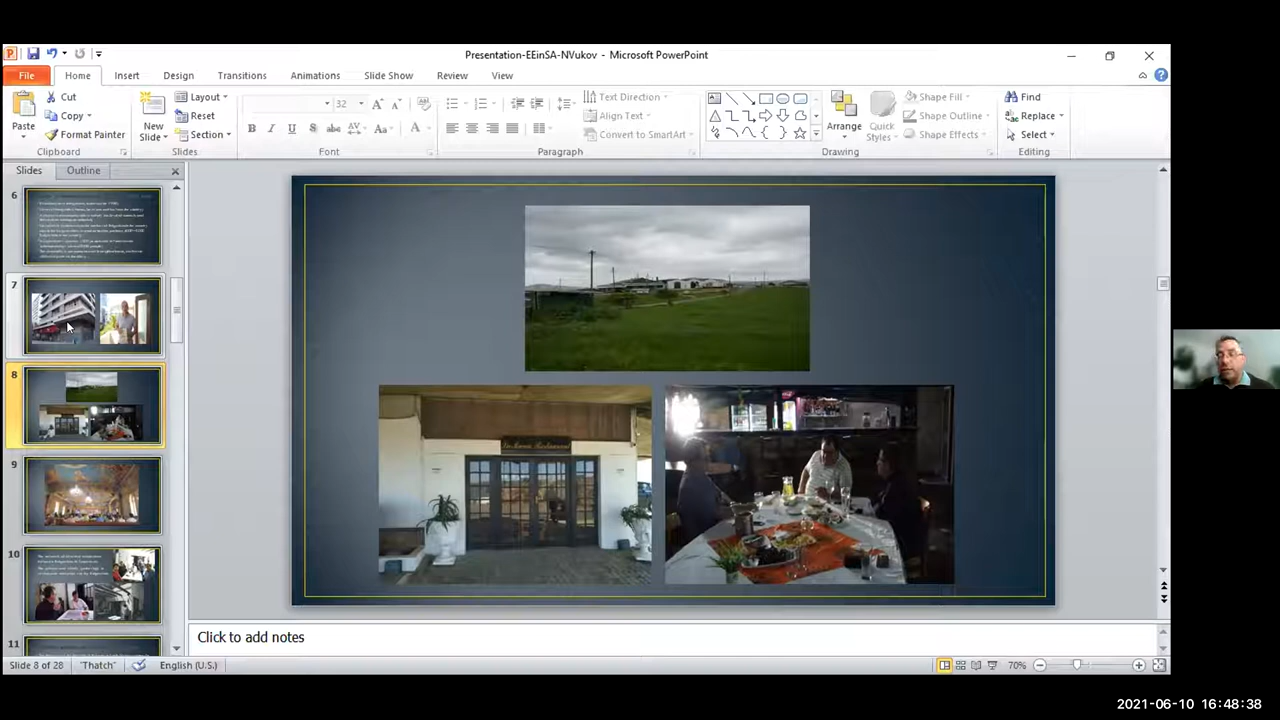 Presentation-EEinSA-NVukov - Microsoft PowerPoint
File Home Insert Design Transitions Animations Slide Show Review View
Cut
Copy
Format Painter
Paste
Clipboard
New
Slide
Layout
Reset
Section
Slides
32
Font
Text Direction
Align Text
Convert to SmartArt
Paragraph
Arrange
Quick
Styles
Shape Fill
Shape Outline
Shape Effects
Drawing
Find
Replace
Select
Editing
Slides Outline
6
7
8
9
10
11
Click to add notes
Slide 8 of 28 "Thatch" English (U.S.) 70%
2021-06-10 16:48:38